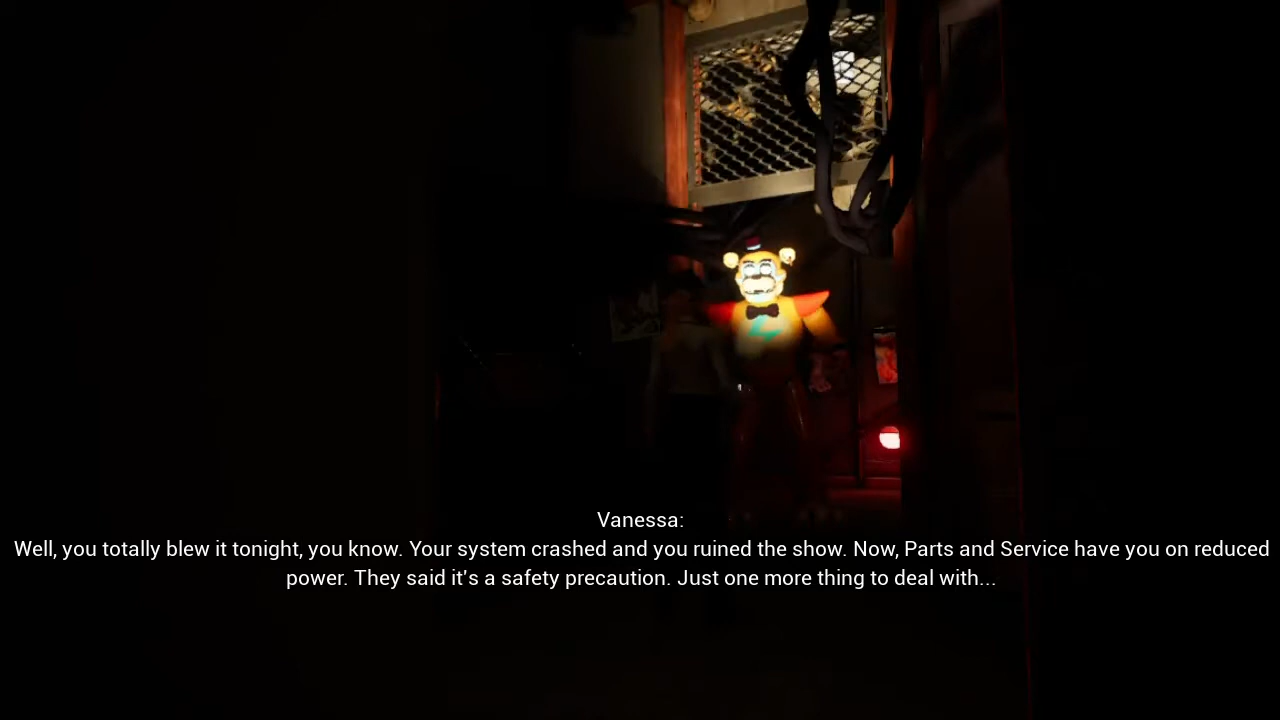 Vanessa:
Well, you totally blew it tonight, you know. Your system crashed and you ruined the show. Now, Parts and Service have you on reduced
power. They said it's a safety precaution. Just one more thing to deal with...